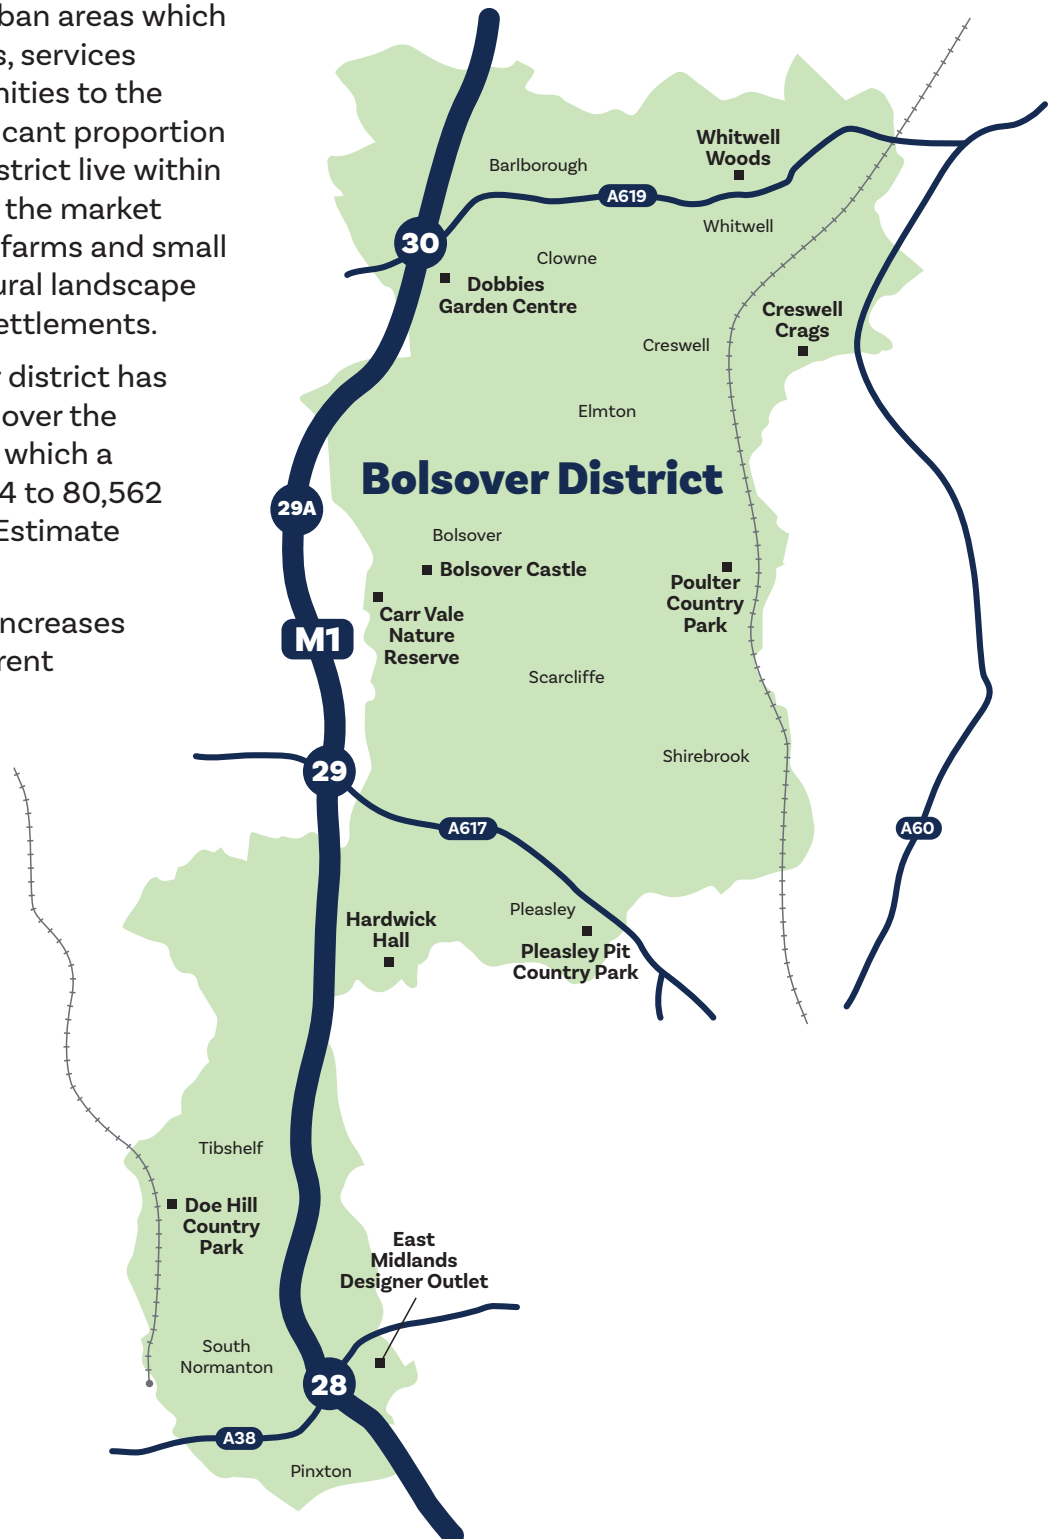 ban areas which
s, services
nities to the
icant proportion
strict live within
the market
farms and small
ural landscape
ettlements.
r district has
over the
which a
4 to 80,562
Estimate
ncreases
rent
Whitwell
Woods
Barlborough
A619
Whitwell
30
Clowne
Dobbies
Garden Centre
Creswell
Crags
Creswell
Elmton
Bolsover District
29A
Bolsover
Bolsover Castle
Poulter
Country
Park
Carr Vale
Nature
Reserve
M1
Scarcliffe
Shirebrook
29
A617
A60
Hardwick
Hall
Pleasley
Pleasley Pit
Country Park
Tibshelf
Doe Hill
Country
Park
East
Midlands
Designer Outlet
South
Normanton
28
A38
Pinxton